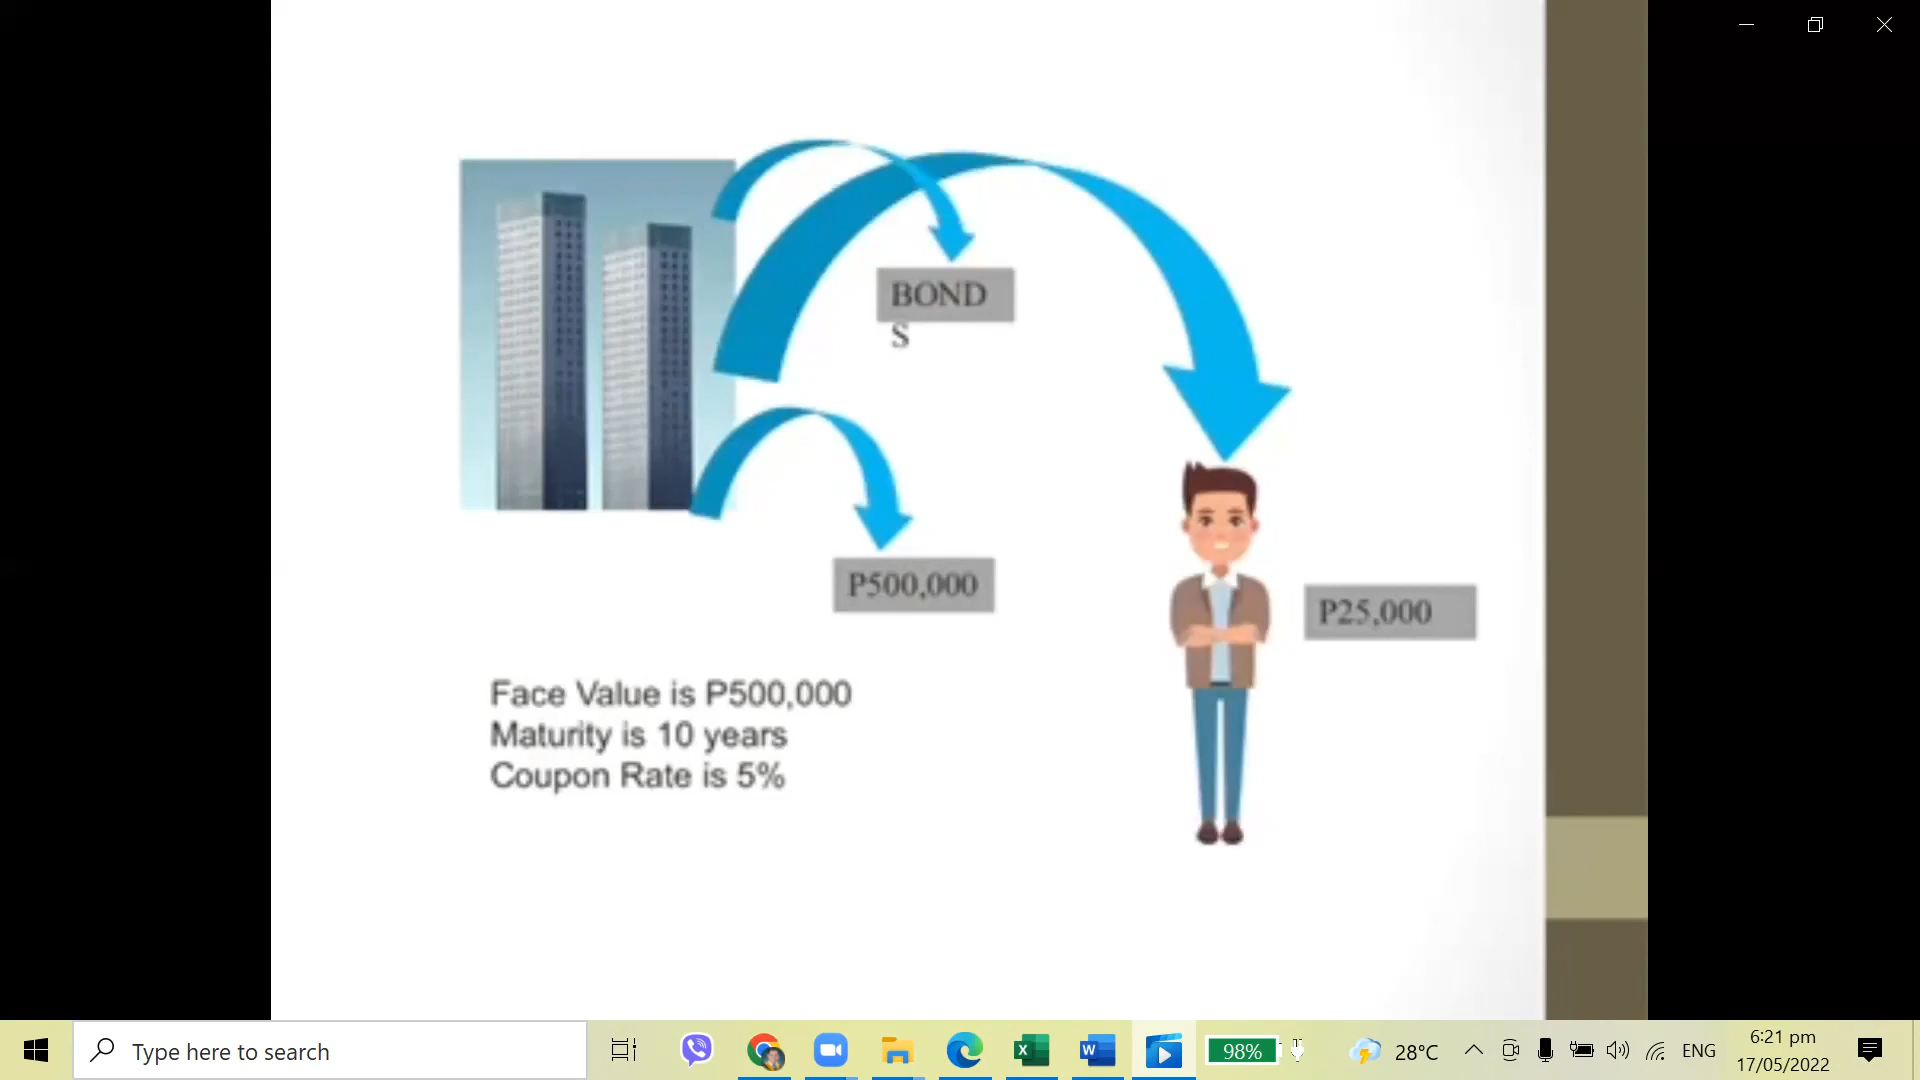 BOND
S
P500,000
P25,000
Face Value is P500,000
Maturity is 10 years
Coupon Rate is 5%
Type here to search
98%
28°C
ENG
6:21 pm
17/05/2022